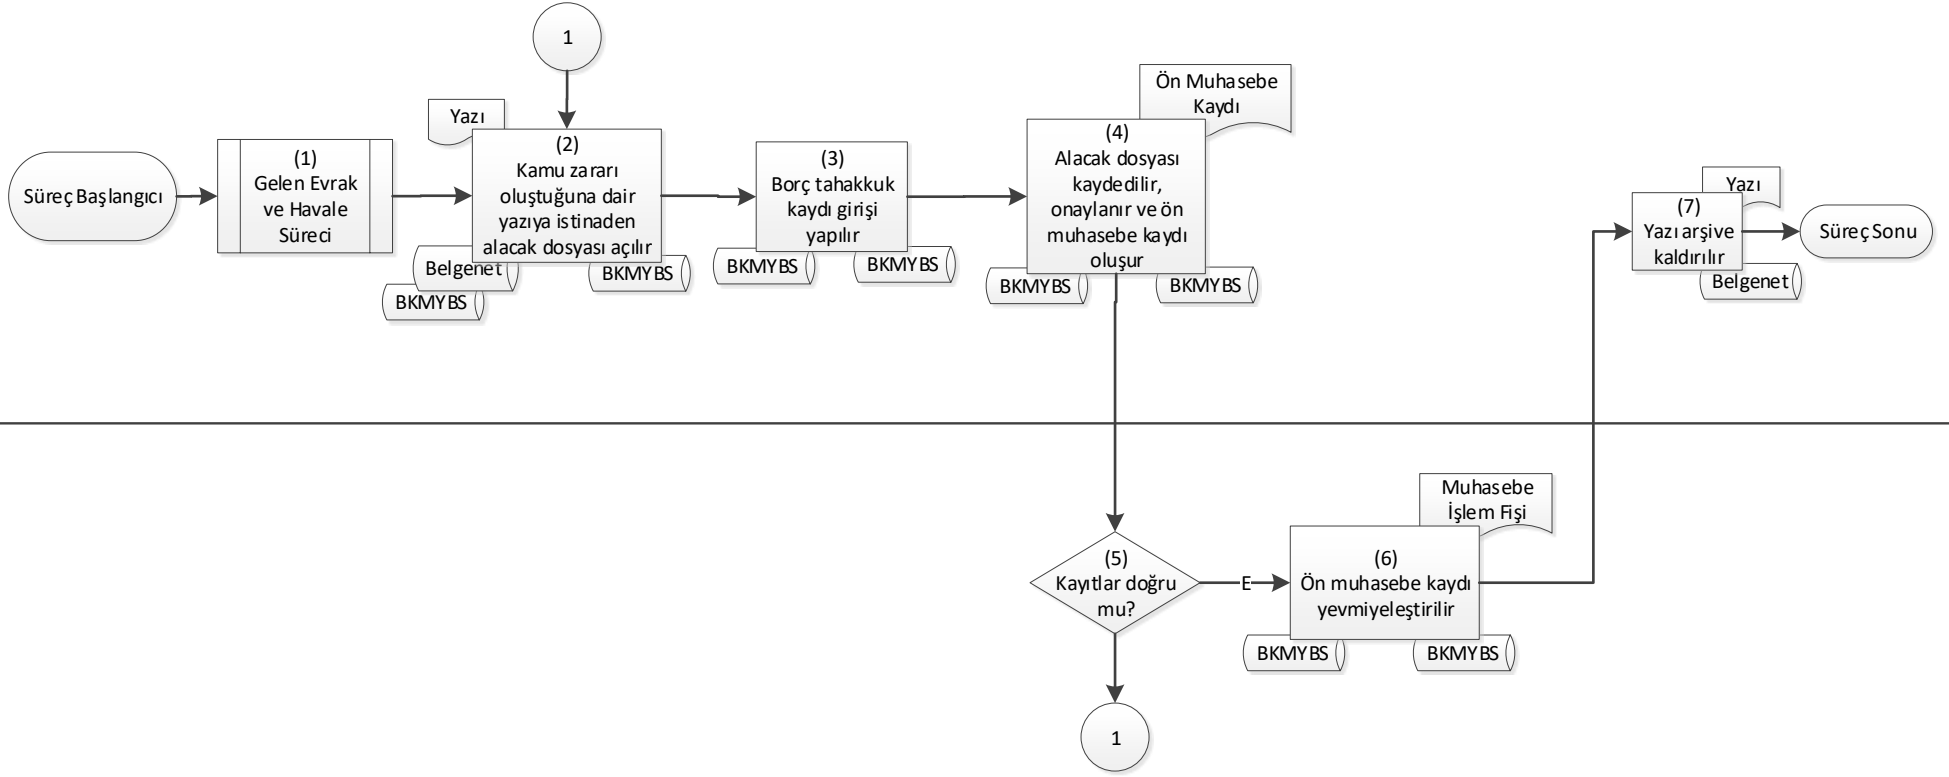 1
Süreç Başlangıcı
(1)
Gelen Evrak
ve Havale
Süreci
Yazı
(2)
Kamu zararı
oluştuğuna dair
yazıya istinaden
alacak dosyası açılır
Belgenet
BKMYBS
BKMYBS
(3)
Borç tahakkuk
kaydı girişi
yapılır
BKMYBS
BKMYBS
Ön Muhasebe
Kaydı
(4)
Alacak dosyası
kaydedilir,
onaylanır ve ön
muhasebe kaydı
oluşur
BKMYBS
BKMYBS
(5)
Kayıtlar doğru
mu?
E
1
Muhasebe
İşlem Fişi
(6)
Ön muhasebe kaydı
yevmiyeleştirilir
BKMYBS
BKMYBS
Yazı
(7)
Yazı arşive
kaldırılır
Belgenet
Süreç Sonu